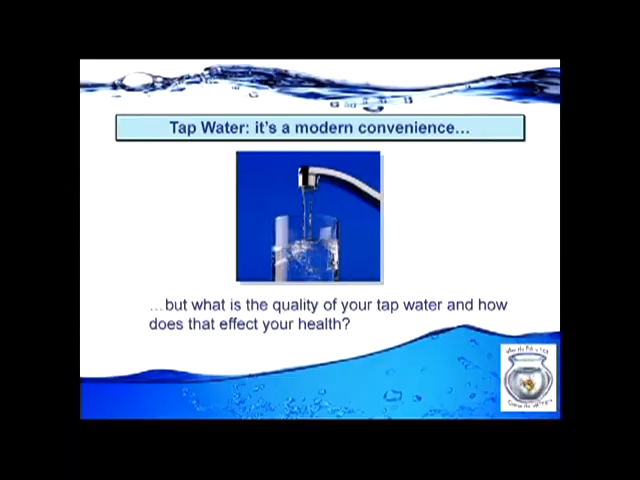 Tap Water: it's a modern convenience…
…but what is the quality of your tap water and how
does that effect your health?